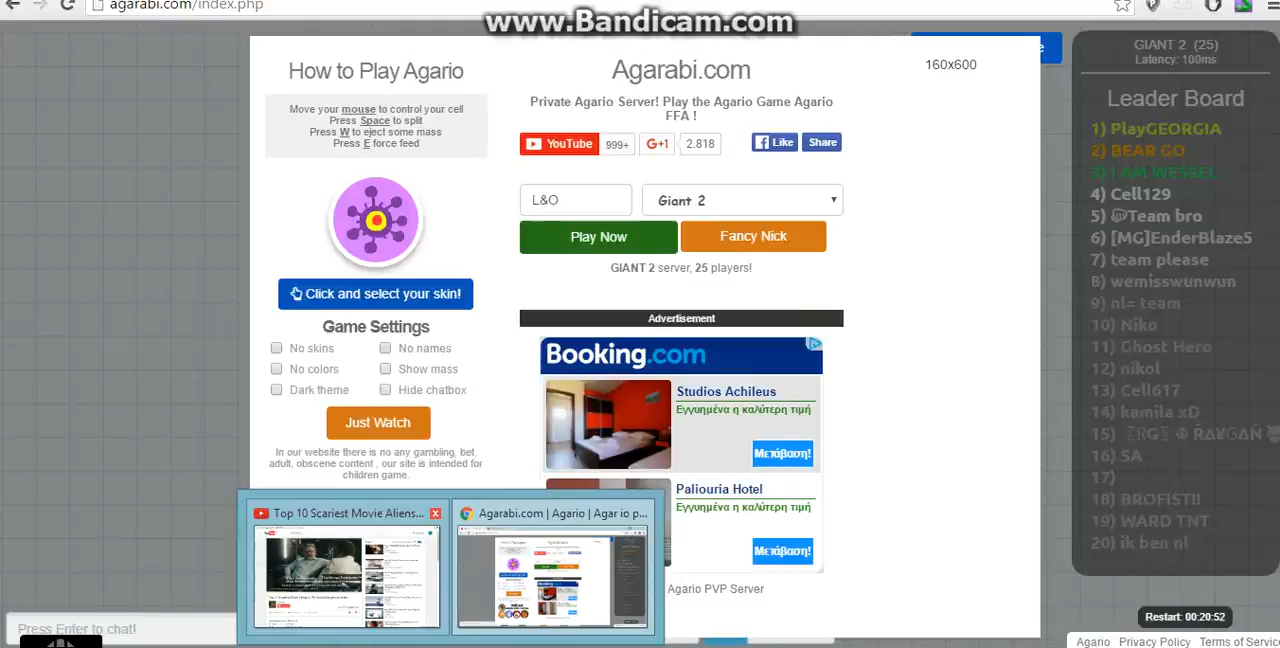 agarabi.com/index.php
www.Bandicam.com
How to Play Agario
Move your mouse to control your cell
Press Space to split
Press W to eject some mass
Press E force feed
Click and select your skin!
Game Settings
No skins
No names
No colors
Show mass
Dark theme
Hide chatbox
Just Watch
In our website there is no any gambling, bet,
adult, obscene content , our site is intended for
children game.
Agarabi.com
Private Agario Server! Play the Agario Game Agario
FFA !
YouTube 999+
G+1 2.818
Like
Share
L&O
Giant 2
Play Now
Fancy Nick
GIANT 2 server, 25 players!
Advertisement
Booking.com
Studios Achileus
Εγγυημένα η καλύτερη τιμή
Μετάβαση!
Paliouria Hotel
Εγγυημένα η καλύτερη τιμή
Μετάβαση!
Agario PVP Server
160x600
GIANT 2 (25)
Latency: 100ms
Leader Board
1) PlayGEORGIA
2) BEAR GO
3) I AM WESSEL
4) Cell129
5) Team bro
6) [MG]EnderBlaze5
7) team please
8) wemisswunwun
9) nl= team
10) Niko
11) Ghost Hero
12) nikol
13) Cell617
14) kamila xD
15)
16) SA
17)
18) BROFIST!!
19) WARD TNT
20) ik ben nl
Restart: 00:20:52
Agario Privacy Policy Terms of Service
Press Enter to chat!
Top 10 Scariest Movie Aliens...
Agarabi.com | Agario | Agar io p...